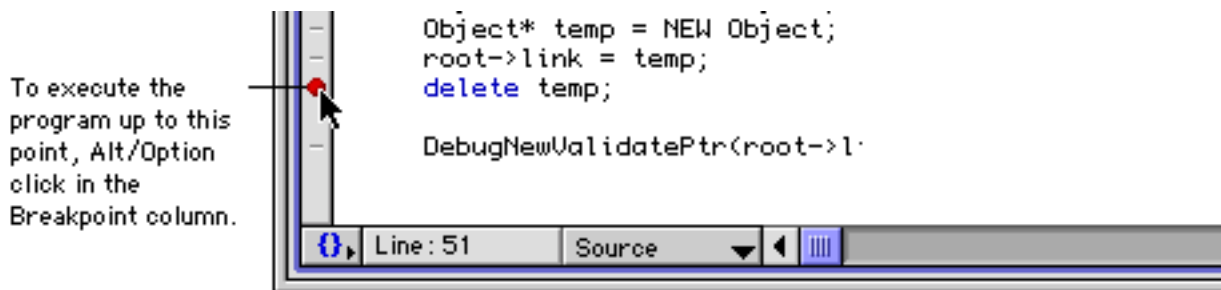 Object* temp = NEW Object;
root->link = temp;
delete temp;
DebugNewValidatePtr(root->l
To execute the
program up to this
point, Alt/Option
click in the
Breakpoint column.
{} Line: 51 Source